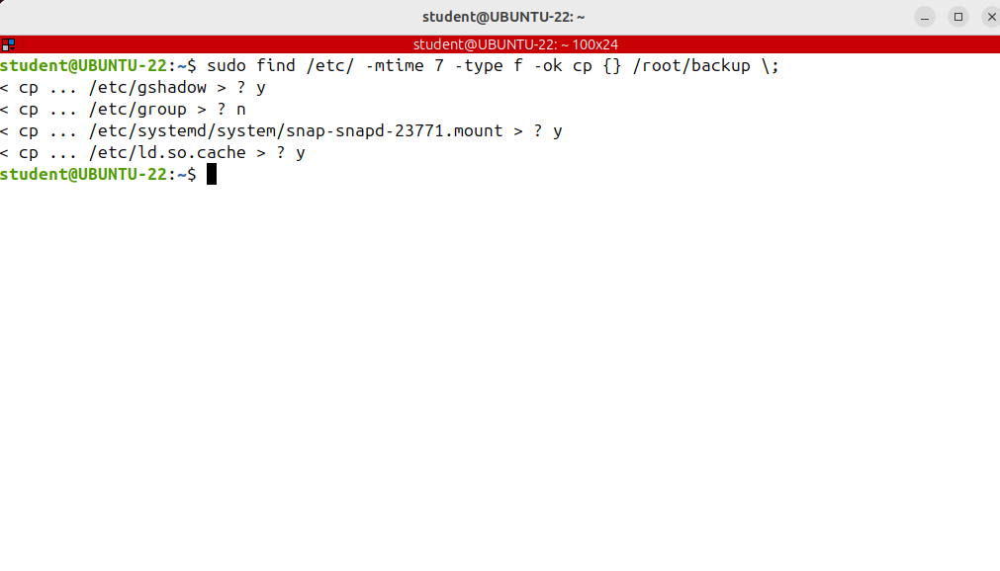 student@UBUNTU-22: ~
student@UBUNTU-22: ~ 100x24
student@UBUNTU-22:~$ sudo find /etc/ -mtime 7 -type f -ok cp {} /root/backup \;
< cp ... /etc/gshadow > ? y
< cp ... /etc/group > ? n
< cp ... /etc/systemd/system/snap-snapd-23771.mount > ? y
< cp ... /etc/ld.so.cache > ? y
student@UBUNTU-22:~$